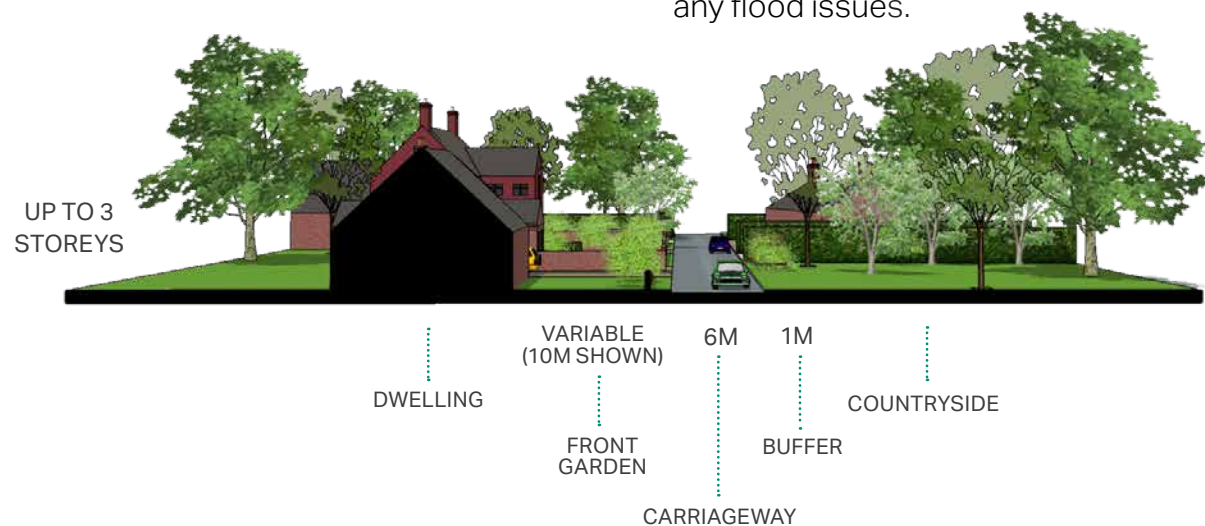 any flood issues.
UP TO 3
STOREYS
VARIABLE
(10M SHOWN)
6M
1M
DWELLING
COUNTRYSIDE
FRONT
GARDEN
BUFFER
CARRIAGEWAY